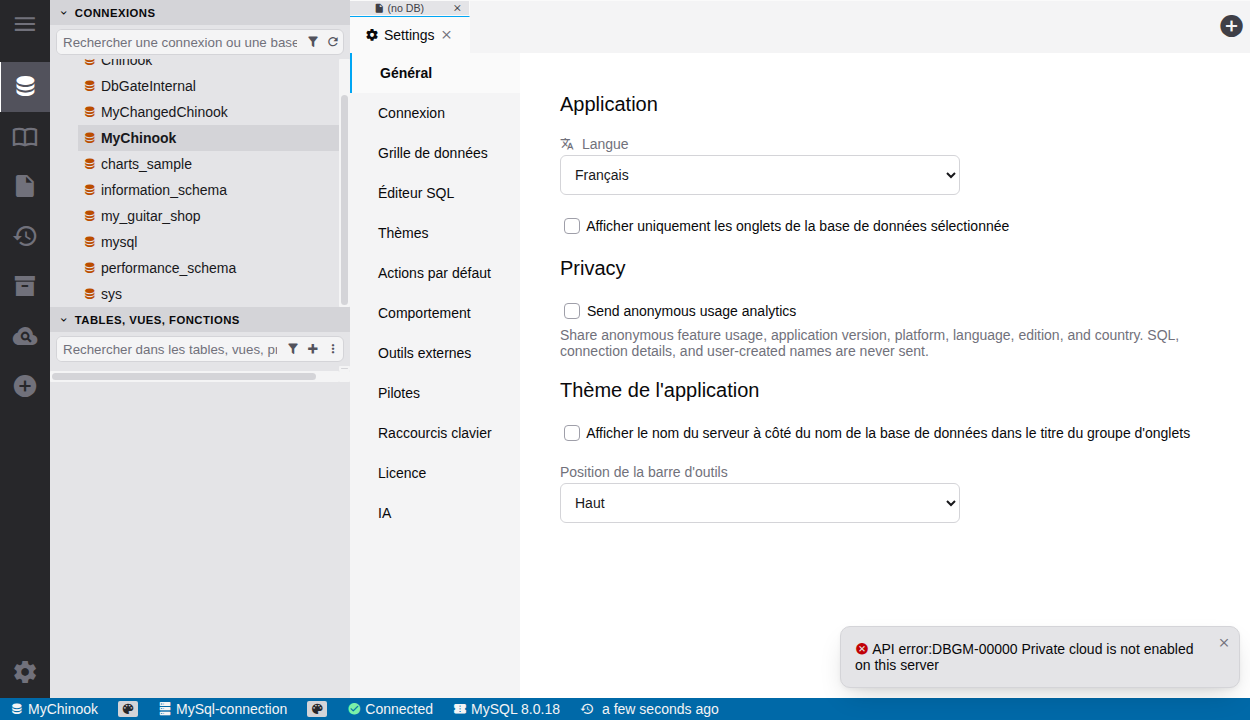 CONNEXIONS
Rechercher une connexion ou une base
Chinook
DbGateInternal
MyChangedChinook
MyChinook
charts_sample
information_schema
my_guitar_shop
mysql
performance_schema
sys
TABLES, VUES, FONCTIONS
Rechercher dans les tables, vues, pr
(no DB)
Settings
Général
Connexion
Grille de données
Éditeur SQL
Thèmes
Actions par défaut
Comportement
Outils externes
Pilotes
Raccourcis clavier
Licence
IA
Application
Langue
Français
Afficher uniquement les onglets de la base de données sélectionnée
Privacy
Send anonymous usage analytics
Share anonymous feature usage, application version, platform, language, edition, and country. SQL,
connection details, and user-created names are never sent.
Thème de l'application
Afficher le nom du serveur à côté du nom de la base de données dans le titre du groupe d'onglets
Position de la barre d'outils
Haut
API error:DBGM-00000 Private cloud is not enabled
on this server
MyChinook MySql-connection Connected MySQL 8.0.18 a few seconds ago